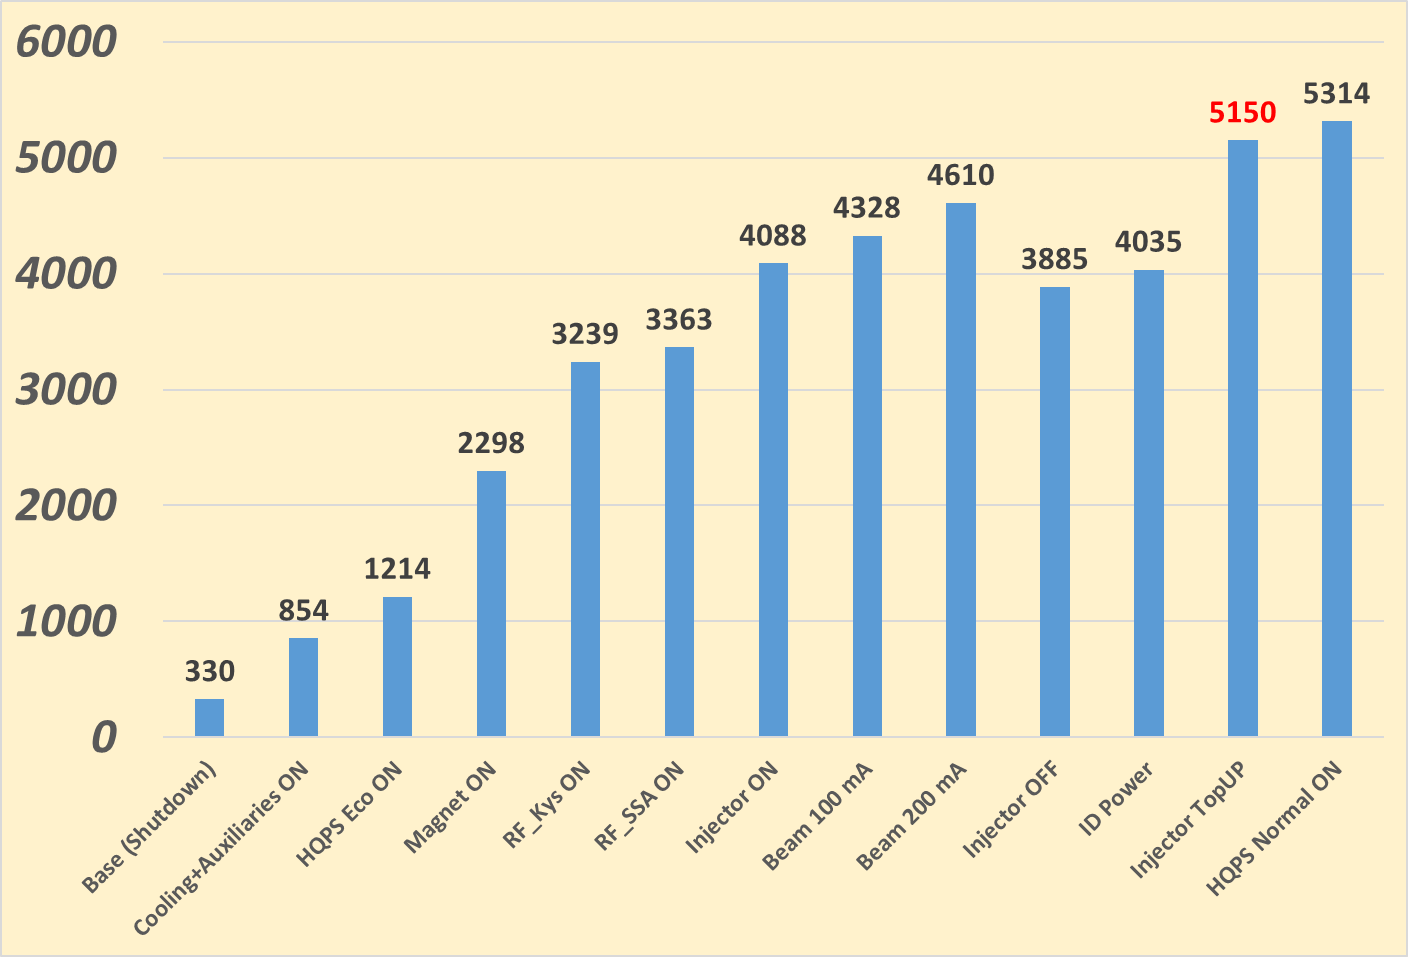 6000
5000
4000
3000
2000
1000
0
330
854
1214
2298
3239
3363
4088
4328
4610
3885
4035
5150
5314
Base (Shutdown)
Cooling+Auxiliaries ON
HQPS Eco ON
Magnet ON
RF_Kys ON
RF_SSA ON
Injector ON
Beam 100 mA
Beam 200 mA
Injector OFF
ID Power
Injector TopUP
HQPS Normal ON